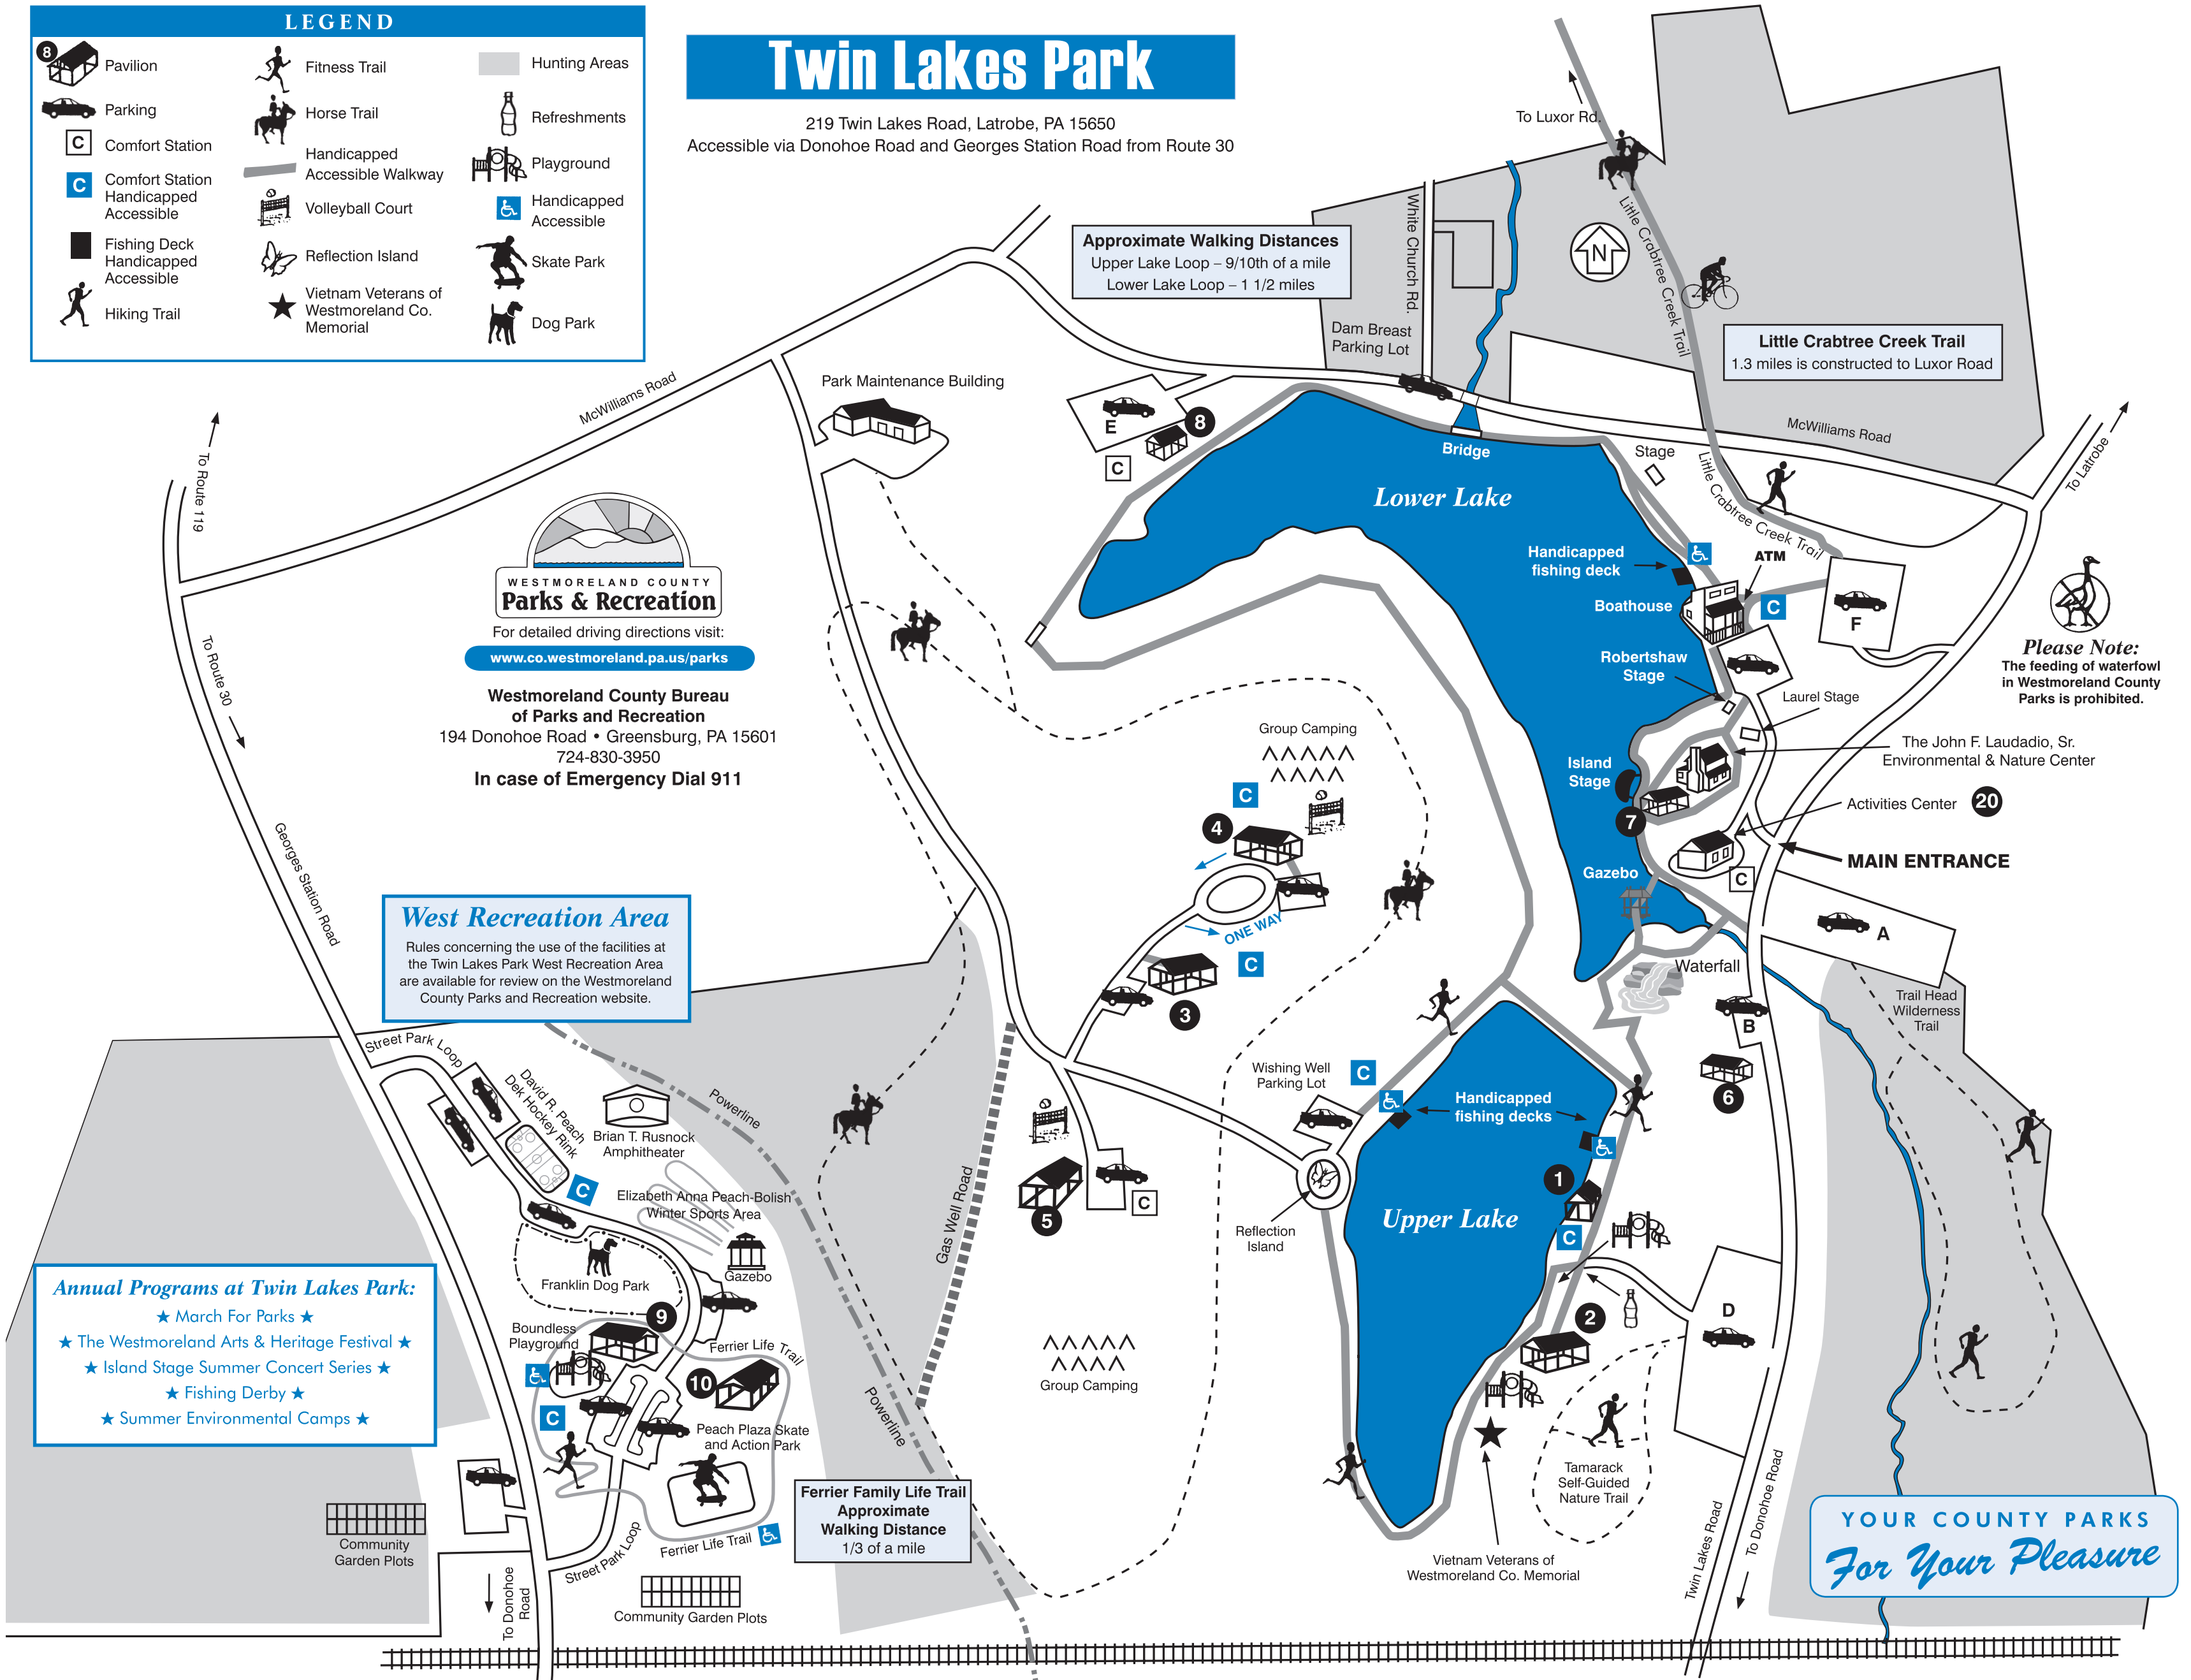 LEGEND
8
Pavilion
Parking
C
Comfort Station
C
Comfort Station
Handicapped
Accessible
Fishing Deck
Handicapped
Accessible
Hiking Trail
Fitness Trail
Horse Trail
Handicapped
Accessible Walkway
Volleyball Court
Reflection Island
Vietnam Veterans of
Westmoreland Co.
Memorial
Hunting Areas
Refreshments
Playground
Handicapped
Accessible
Skate Park
Dog Park
Twin Lakes Park
219 Twin Lakes Road, Latrobe, PA 15650
Accessible via Donohoe Road and Georges Station Road from Route 30
Approximate Walking Distances
Upper Lake Loop – 9/10th of a mile
Lower Lake Loop – 1 1/2 miles
To Luxor Rd.
White Church Rd.
N
Little Crabtree Creek Trail
Dam Breast
Parking Lot
Little Crabtree Creek Trail
1.3 miles is constructed to Luxor Road
McWilliams Road
Park Maintenance Building
E
8
C
Bridge
Lower Lake
Stage
McWilliams Road
Little Crabtree Creek Trail
To Latrobe
To Route 119
To Route 30
WESTMORELAND COUNTY
Parks & Recreation
For detailed driving directions visit:
www.co.westmoreland.pa.us/parks
Westmoreland County Bureau
of Parks and Recreation
194 Donohoe Road • Greensburg, PA 15601
724-830-3950
In case of Emergency Dial 911
Handicapped
fishing deck
ATM
Boathouse
C
F
Please Note:
The feeding of waterfowl
in Westmoreland County
Parks is prohibited.
Robertshaw
Stage
Laurel Stage
The John F. Laudadio, Sr.
Environmental & Nature Center
Island
Stage
7
Activities Center
20
MAIN ENTRANCE
Gazebo
C
A
Group Camping
C
4
ONE WAY
C
3
Waterfall
B
6
Trail Head
Wilderness
Trail
Georges Station Road
West Recreation Area
Rules concerning the use of the facilities at
the Twin Lakes Park West Recreation Area
are available for review on the Westmoreland
County Parks and Recreation website.
Street Park Loop
David R. Peach
Dek Hockey Rink
Brian T. Rusnock
Amphitheater
Powerline
C
Elizabeth Anna Peach-Bolish
Winter Sports Area
Gazebo
Franklin Dog Park
Gas Well Road
5
C
Wishing Well
Parking Lot
C
Handicapped
fishing decks
Reflection
Island
Upper Lake
1
C
2
D
Annual Programs at Twin Lakes Park:
★ March For Parks ★
★ The Westmoreland Arts & Heritage Festival ★
★ Island Stage Summer Concert Series ★
★ Fishing Derby ★
★ Summer Environmental Camps ★
9
Boundless
Playground
Ferrier Life Trail
10
C
Peach Plaza Skate
and Action Park
Powerline
Group Camping
Ferrier Family Life Trail
Approximate
Walking Distance
1/3 of a mile
Ferrier Life Trail
Street Park Loop
Community
Garden Plots
To Donohoe
Road
Community Garden Plots
Tamarack
Self-Guided
Nature Trail
Vietnam Veterans of
Westmoreland Co. Memorial
Twin Lakes Road
To Donohoe Road
YOUR COUNTY PARKS
For Your Pleasure